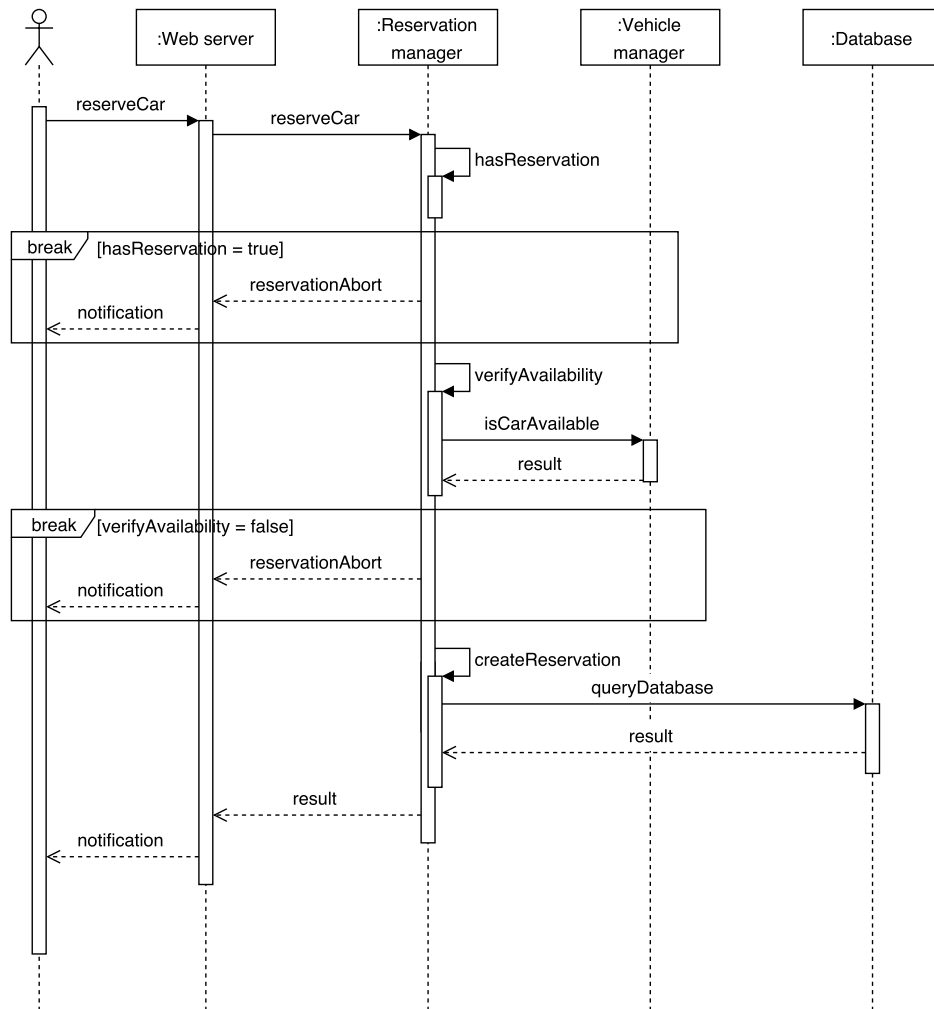 :Web server
:Reservation
manager
:Vehicle
manager
:Database
reserveCar
reserveCar
hasReservation
break
[hasReservation = true]
reservationAbort
notification
verifyAvailability
isCarAvailable
result
break
[verifyAvailability = false]
reservationAbort
notification
createReservation
queryDatabase
result
result
notification